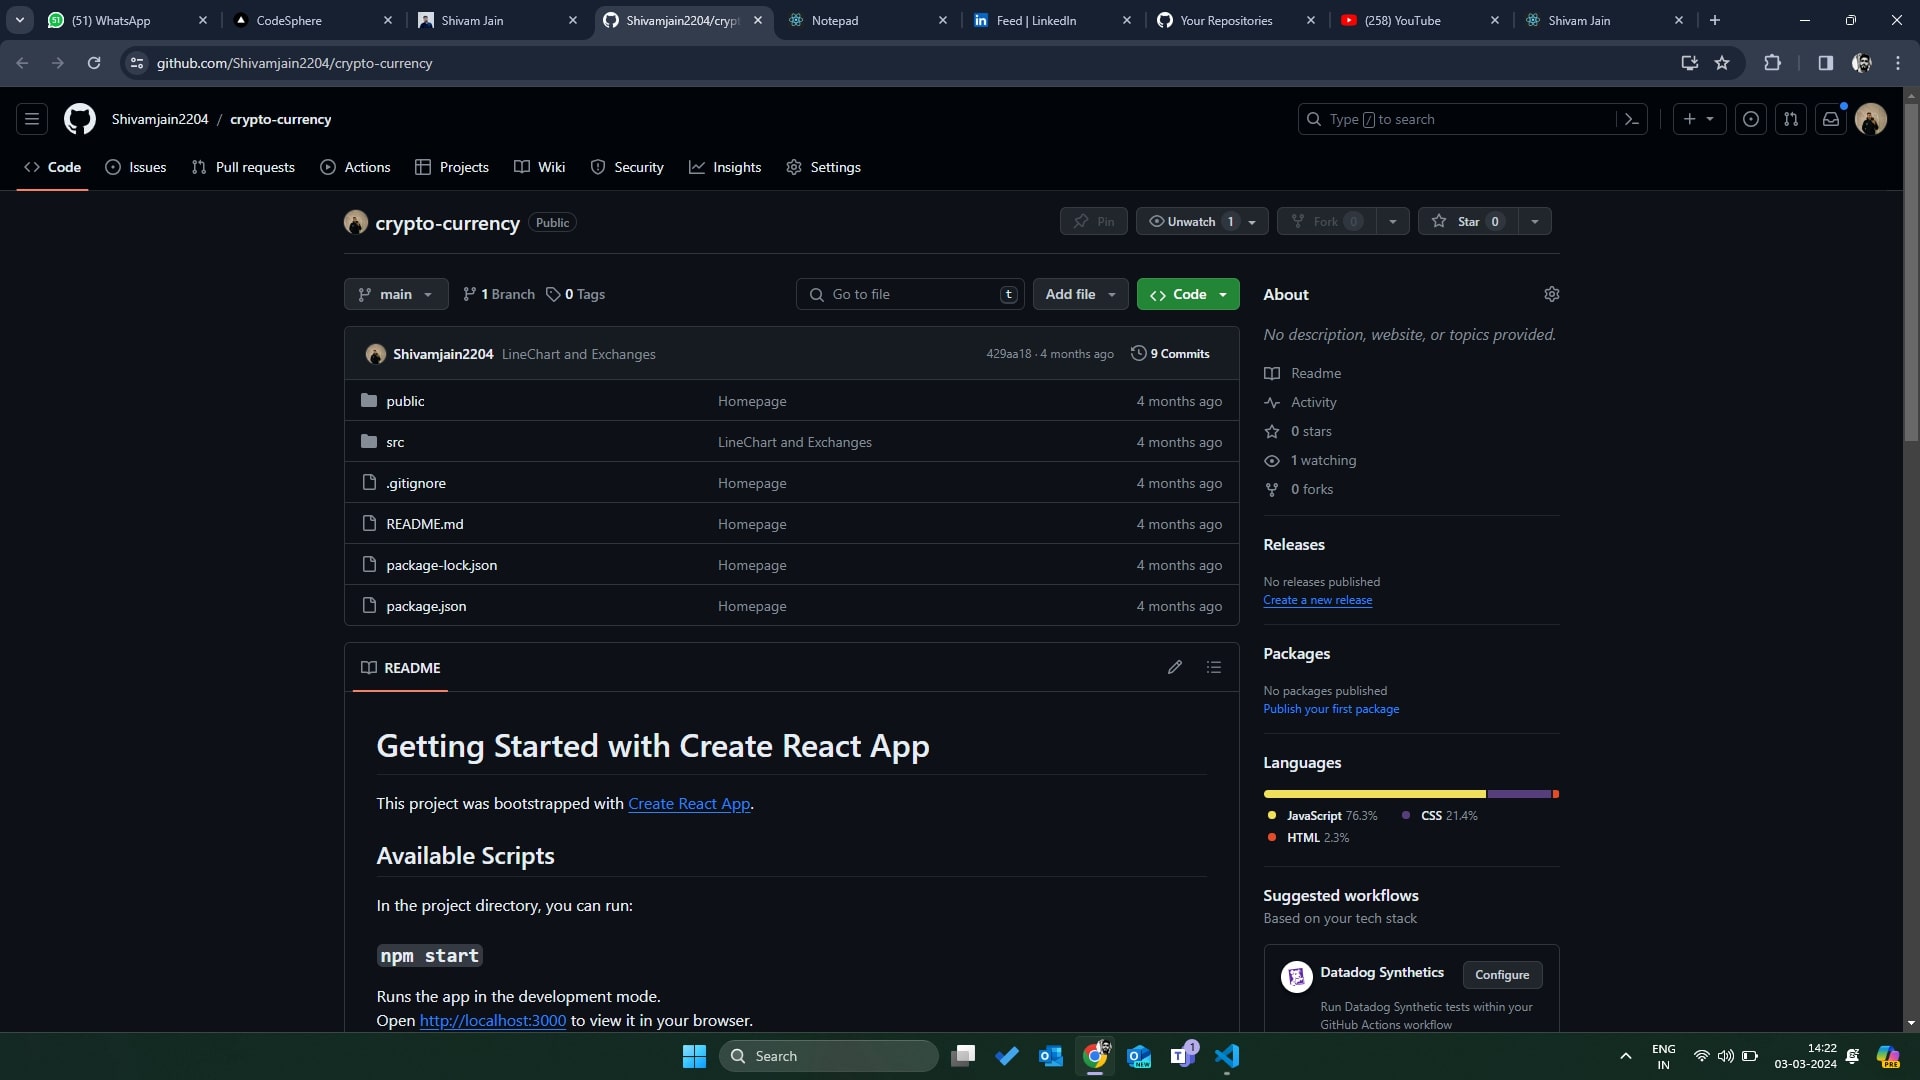 (51) WhatsApp
CodeSphere
Shivam Jain
Shivamjain2204/crypt
Notepad
Feed | LinkedIn
Your Repositories
(258) YouTube
Shivam Jain
github.com/Shivamjain2204/crypto-currency
Shivamjain2204 / crypto-currency
Type / to search
Code
Issues
Pull requests
Actions
Projects
Wiki
Security
Insights
Settings
crypto-currency Public
Pin
Unwatch 1
Fork 0
Star 0
main
1 Branch
0 Tags
Go to file t
Add file
Code
Shivamjain2204 LineChart and Exchanges
429aa18 · 4 months ago
9 Commits
public Homepage 4 months ago
src LineChart and Exchanges 4 months ago
.gitignore Homepage 4 months ago
README.md Homepage 4 months ago
package-lock.json Homepage 4 months ago
package.json Homepage 4 months ago
README
Getting Started with Create React App
This project was bootstrapped with Create React App.
Available Scripts
In the project directory, you can run:
npm start
Runs the app in the development mode.
Open http://localhost:3000 to view it in your browser.
About
No description, website, or topics provided.
Readme
Activity
0 stars
1 watching
0 forks
Releases
No releases published
Create a new release
Packages
No packages published
Publish your first package
Languages
JavaScript 76.3%
CSS 21.4%
HTML 2.3%
Suggested workflows
Based on your tech stack
Datadog Synthetics
Configure
Run Datadog Synthetic tests within your
GitHub Actions workflow
Search
NEW
1
ENG
IN
14:22
03-03-2024
PRE